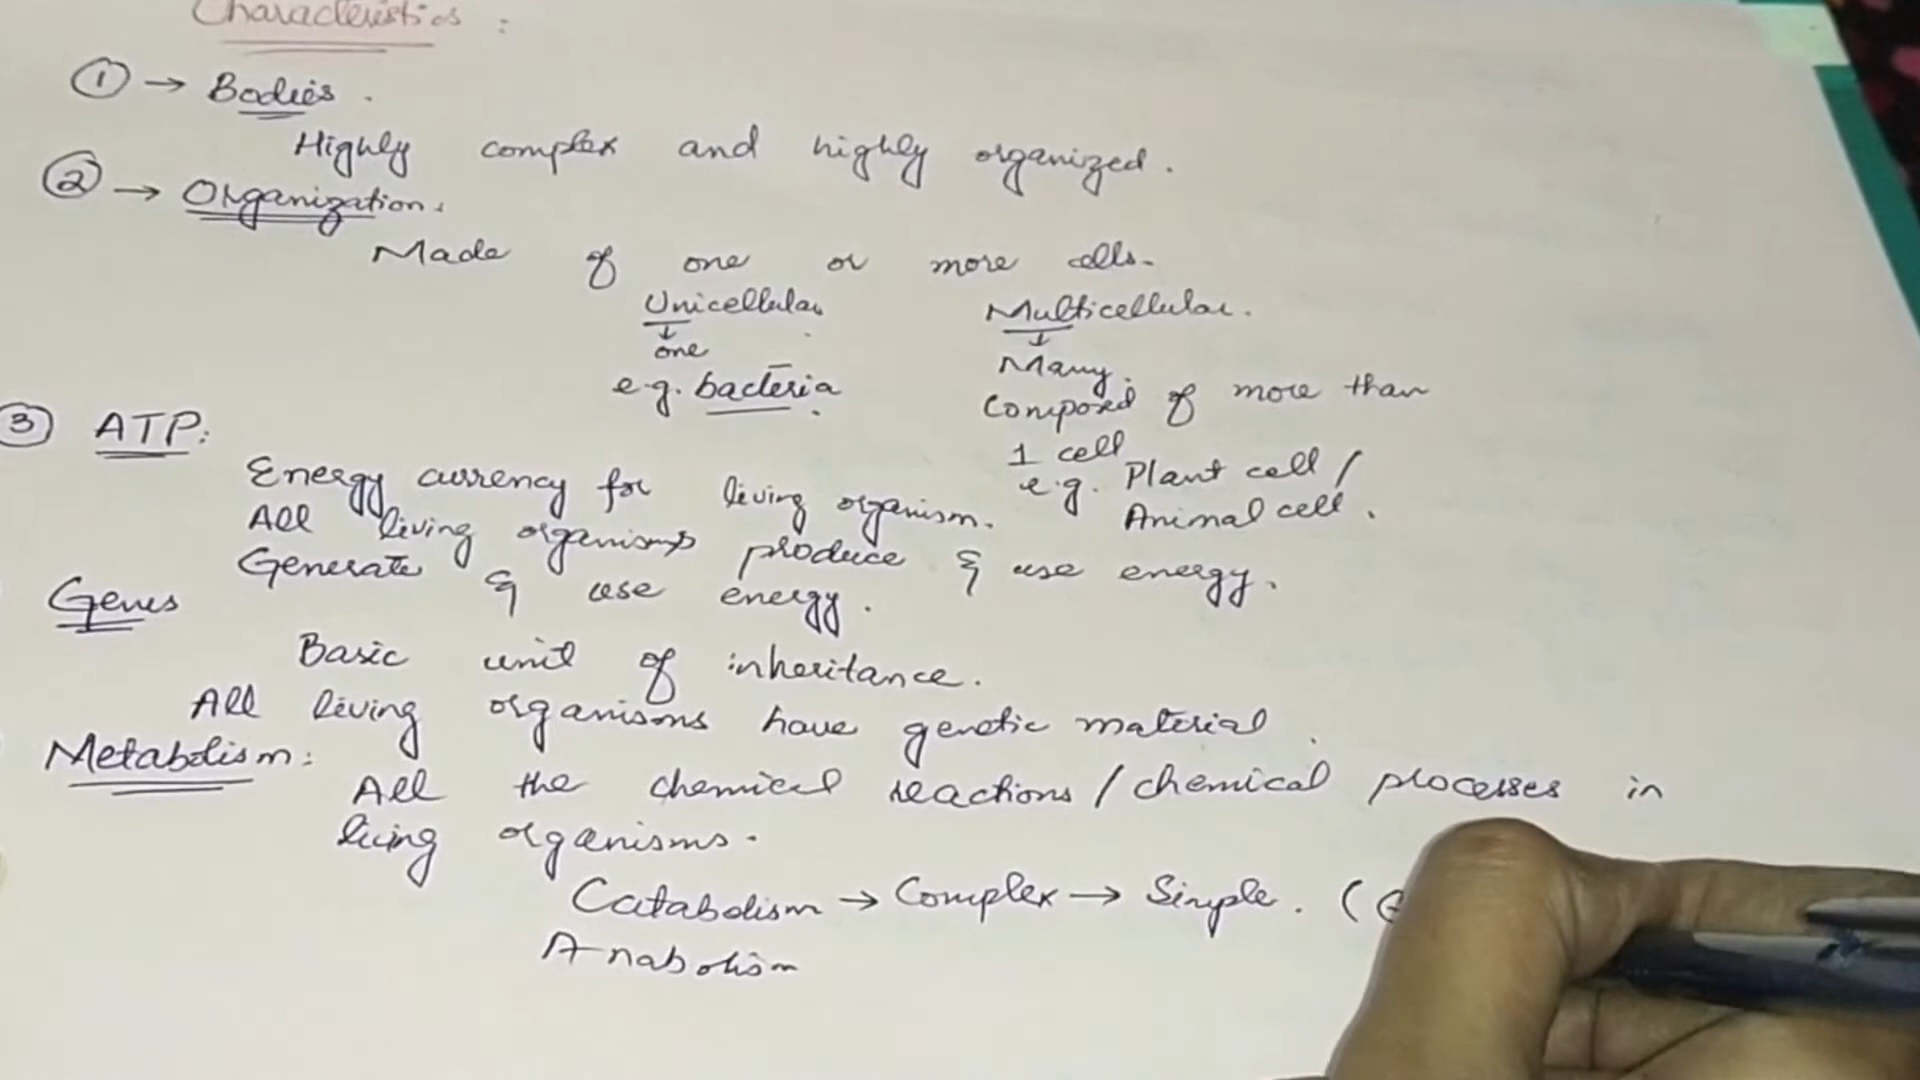 Characteristics :
① → Bodies .
Highly complex and highly organized .
② → Organization .
Made of one or more cells .
Unicellular Multicellular .
↓ ↓
one Many .
e.g. bacteria Composed of more than
1 cell
e.g. Plant cell /
Animal cell .
③ ATP :
Energy currency for living organism .
All living organisms produce & use energy .
Generate & use energy .
Genes
Basic unit of inheritance .
All living organisms have genetic material .
Metabolism :
All the chemical reactions / chemical processes in
living organisms .
Catabolism → Complex → Simple . (
Anabolism